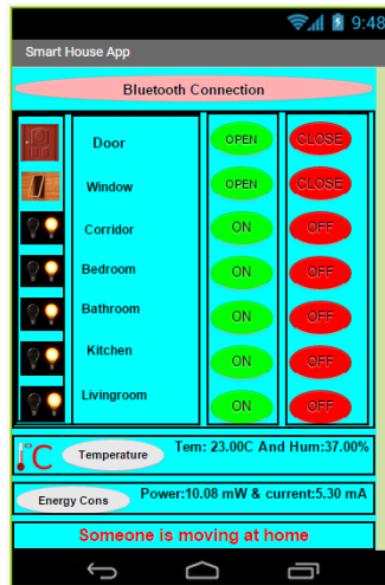 9:48
Smart House App
Bluetooth Connection
Door OPEN CLOSE
Window OPEN CLOSE
Corridor ON OFF
Bedroom ON OFF
Bathroom ON OFF
Kitchen ON OFF
Livingroom ON OFF
°C Temperature Tem: 23.00C And Hum:37.00%
Energy Cons Power:10.08 mW & current:5.30 mA
Someone is moving at home